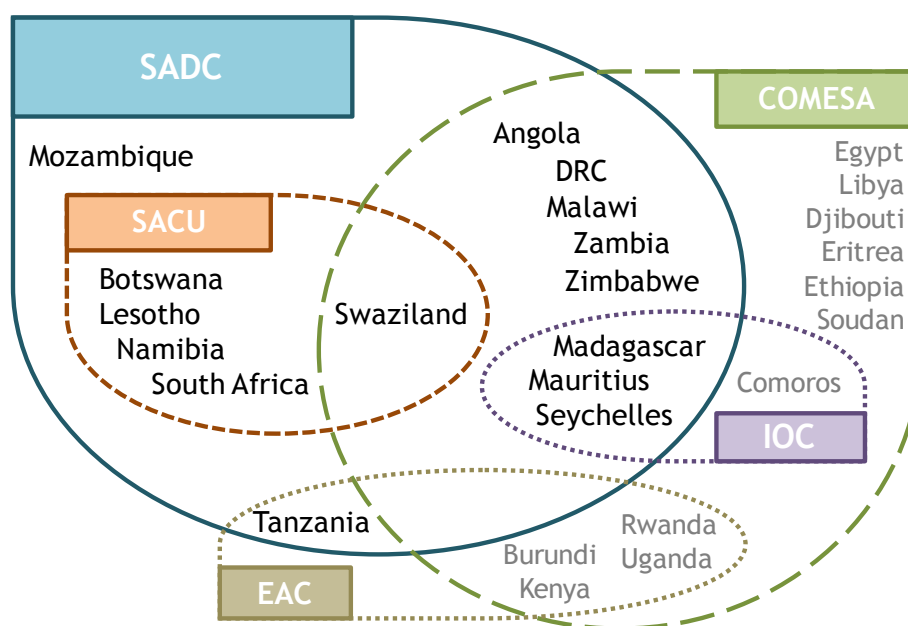 SADC
COMESA
Mozambique
Angola
DRC
Malawi
Zambia
Zimbabwe
Egypt
Libya
Djibouti
Eritrea
Ethiopia
Soudan
SACU
Botswana
Lesotho
Namibia
South Africa
Swaziland
Madagascar
Mauritius
Seychelles
Comoros
IOC
Tanzania
Burundi
Kenya
Rwanda
Uganda
EAC